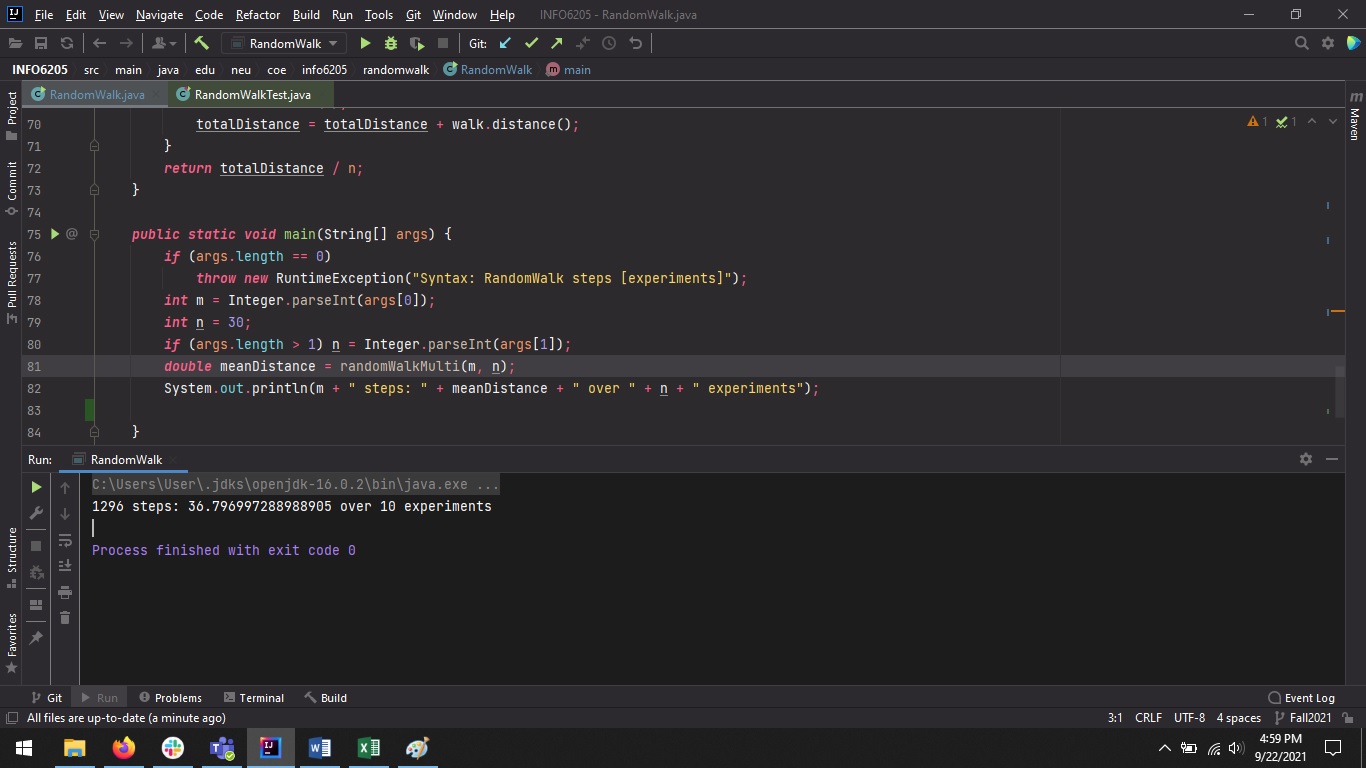 File Edit View Navigate Code Refactor Build Run Tools Git Window Help INFO6205 - RandomWalk.java
RandomWalk Git:
INFO6205 src main java edu neu coe info6205 randomwalk RandomWalk main
RandomWalk.java RandomWalkTest.java
Project
Commit
Pull Requests
Structure
Favorites
Maven
70 totalDistance = totalDistance + walk.distance();
71 }
72 return totalDistance / n;
73 }
74
75 public static void main(String[] args) {
76 if (args.length == 0)
77 throw new RuntimeException("Syntax: RandomWalk steps [experiments]");
78 int m = Integer.parseInt(args[0]);
79 int n = 30;
80 if (args.length > 1) n = Integer.parseInt(args[1]);
81 double meanDistance = randomWalkMulti(m, n);
82 System.out.println(m + " steps: " + meanDistance + " over " + n + " experiments");
83
84 }
1 1
Run: RandomWalk
C:\Users\User\.jdks\openjdk-16.0.2\bin\java.exe ...
1296 steps: 36.796997288988905 over 10 experiments
Process finished with exit code 0
Git Run Problems Terminal Build Event Log
All files are up-to-date (a minute ago) 3:1 CRLF UTF-8 4 spaces Fall2021
4:59 PM
9/22/2021